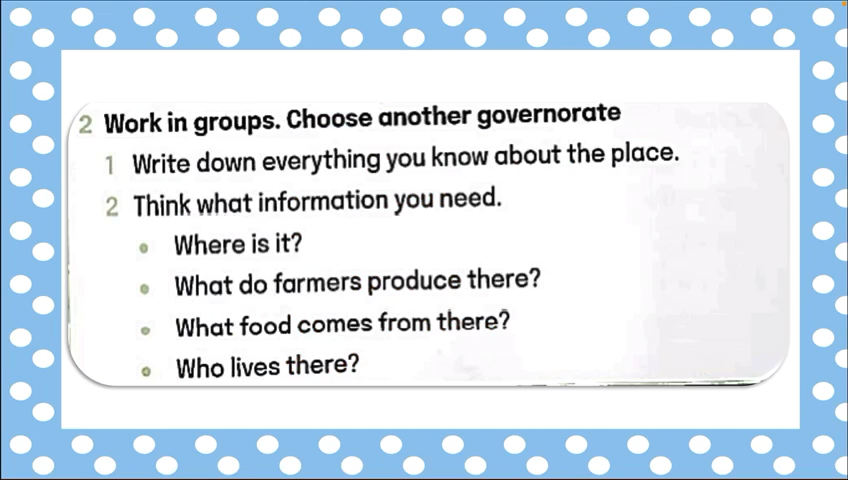 2 Work in groups. Choose another governorate
1 Write down everything you know about the place.
2 Think what information you need.
• Where is it?
• What do farmers produce there?
• What food comes from there?
• Who lives there?